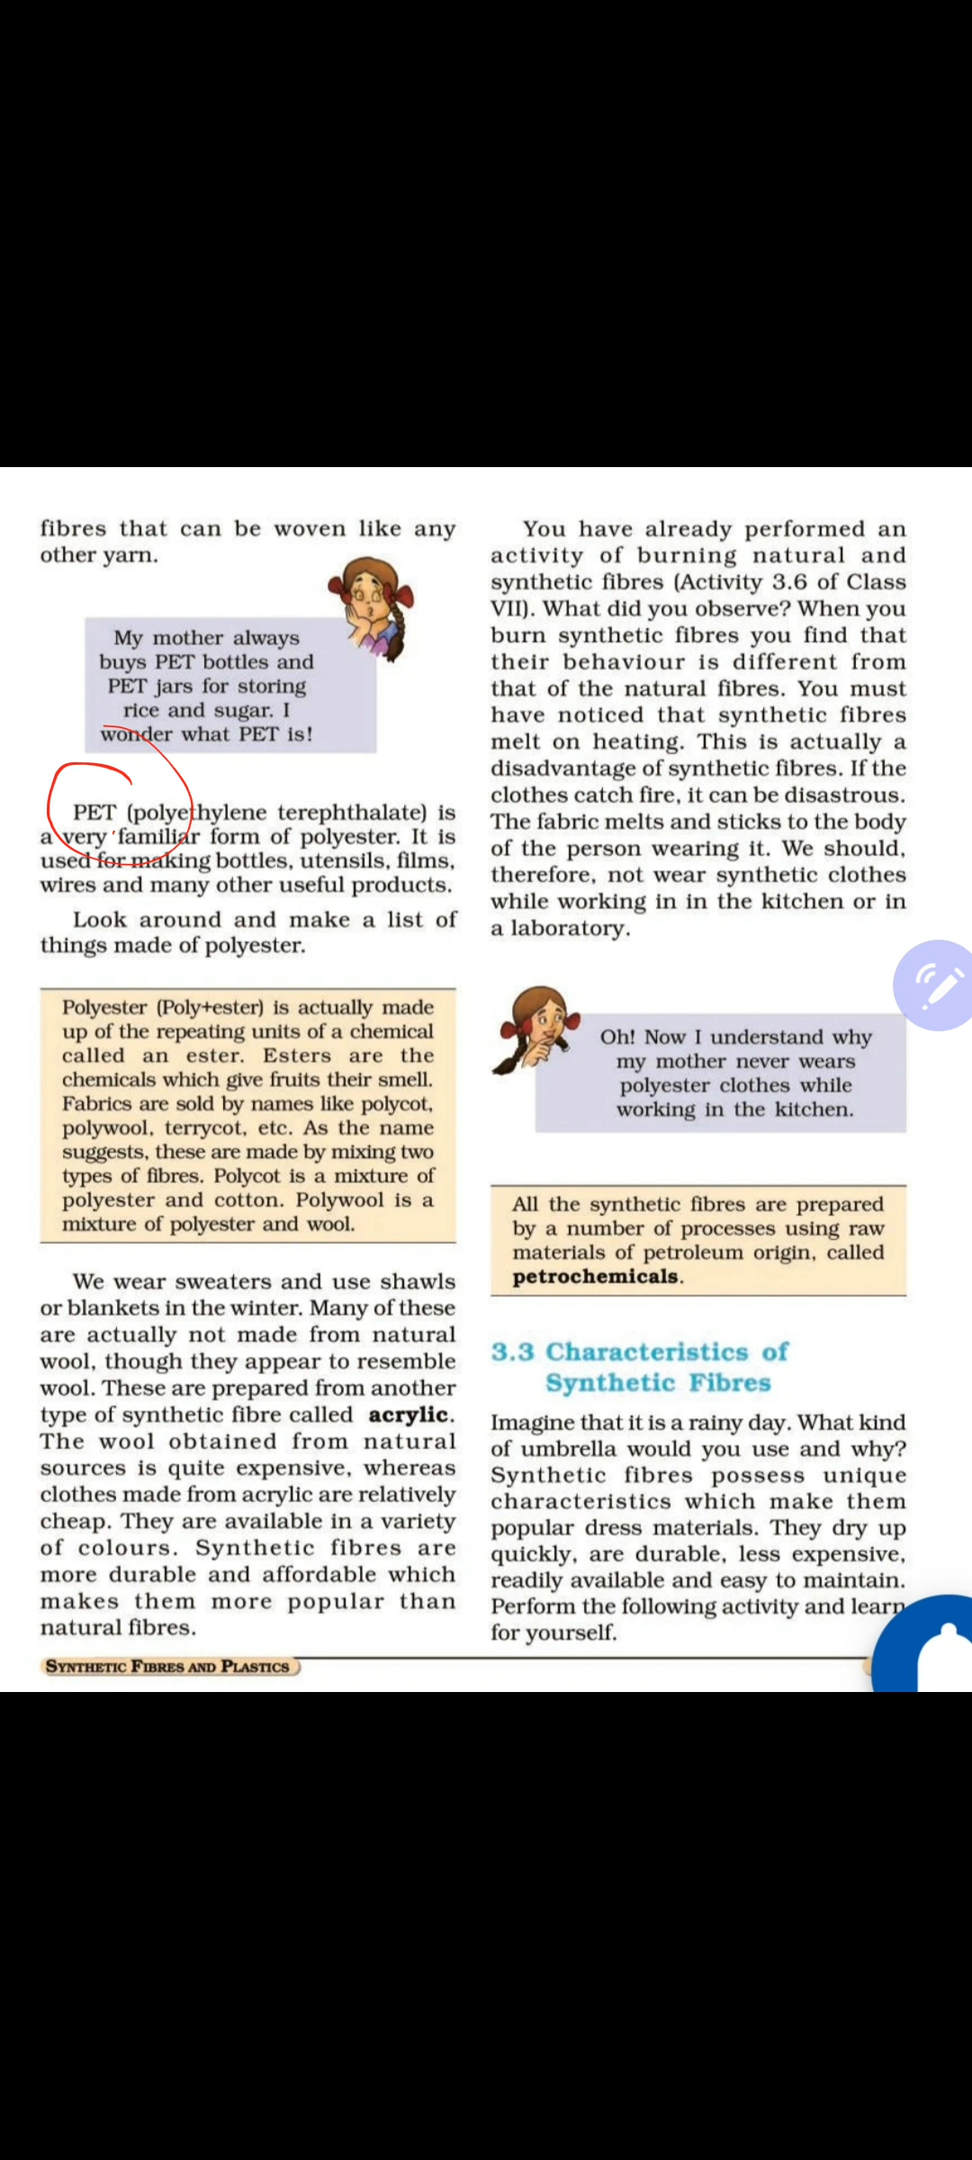 fibres that can be woven like any
other yarn.
My mother always
buys PET bottles and
PET jars for storing
rice and sugar. I
wonder what PET is!
PET (polyethylene terephthalate) is
a very familiar form of polyester. It is
used for making bottles, utensils, films,
wires and many other useful products.
Look around and make a list of
things made of polyester.
Polyester (Poly+ester) is actually made
up of the repeating units of a chemical
called an ester. Esters are the
chemicals which give fruits their smell.
Fabrics are sold by names like polycot,
polywool, terrycot, etc. As the name
suggests, these are made by mixing two
types of fibres. Polycot is a mixture of
polyester and cotton. Polywool is a
mixture of polyester and wool.
We wear sweaters and use shawls
or blankets in the winter. Many of these
are actually not made from natural
wool, though they appear to resemble
wool. These are prepared from another
type of synthetic fibre called acrylic.
The wool obtained from natural
sources is quite expensive, whereas
clothes made from acrylic are relatively
cheap. They are available in a variety
of colours. Synthetic fibres are
more durable and affordable which
makes them more popular than
natural fibres.
You have already performed an
activity of burning natural and
synthetic fibres (Activity 3.6 of Class
VII). What did you observe? When you
burn synthetic fibres you find that
their behaviour is different from
that of the natural fibres. You must
have noticed that synthetic fibres
melt on heating. This is actually a
disadvantage of synthetic fibres. If the
clothes catch fire, it can be disastrous.
The fabric melts and sticks to the body
of the person wearing it. We should,
therefore, not wear synthetic clothes
while working in in the kitchen or in
a laboratory.
Oh! Now I understand why
my mother never wears
polyester clothes while
working in the kitchen.
All the synthetic fibres are prepared
by a number of processes using raw
materials of petroleum origin, called
petrochemicals.
3.3 Characteristics of
Synthetic Fibres
Imagine that it is a rainy day. What kind
of umbrella would you use and why?
Synthetic fibres possess unique
characteristics which make them
popular dress materials. They dry up
quickly, are durable, less expensive,
readily available and easy to maintain.
Perform the following activity and learn
for yourself.
SYNTHETIC FIBRES AND PLASTICS